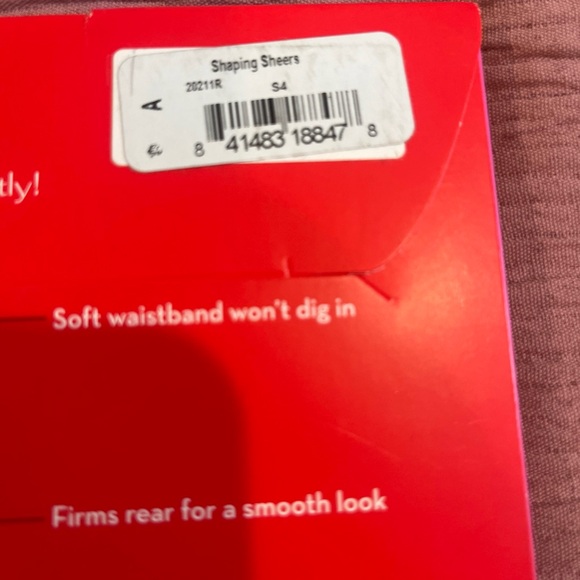 Shaping Sheers
20211R S4
A
8 41483 18847 8
tly!
Soft waistband won't dig in
Firms rear for a smooth look